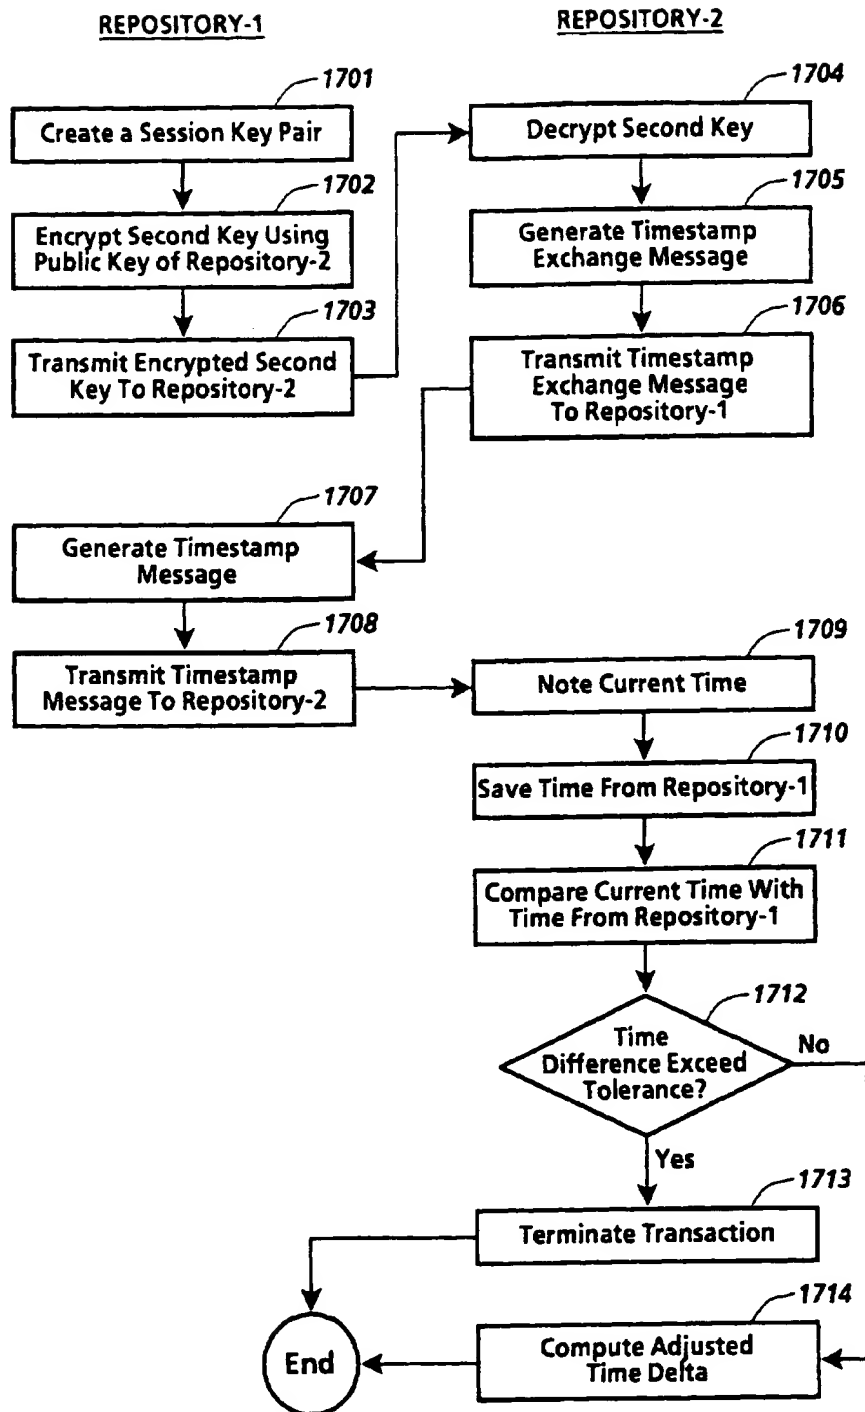 REPOSITORY-1
REPOSITORY-2
1701
Create a Session Key Pair
1702
Encrypt Second Key Using
Public Key of Repository-2
1703
Transmit Encrypted Second
Key To Repository-2
1704
Decrypt Second Key
1705
Generate Timestamp
Exchange Message
1706
Transmit Timestamp
Exchange Message
To Repository-1
1707
Generate Timestamp
Message
1708
Transmit Timestamp
Message To Repository-2
1709
Note Current Time
1710
Save Time From Repository-1
1711
Compare Current Time With
Time From Repository-1
1712
Time
Difference Exceed
Tolerance?
No
Yes
1713
Terminate Transaction
1714
Compute Adjusted
Time Delta
End